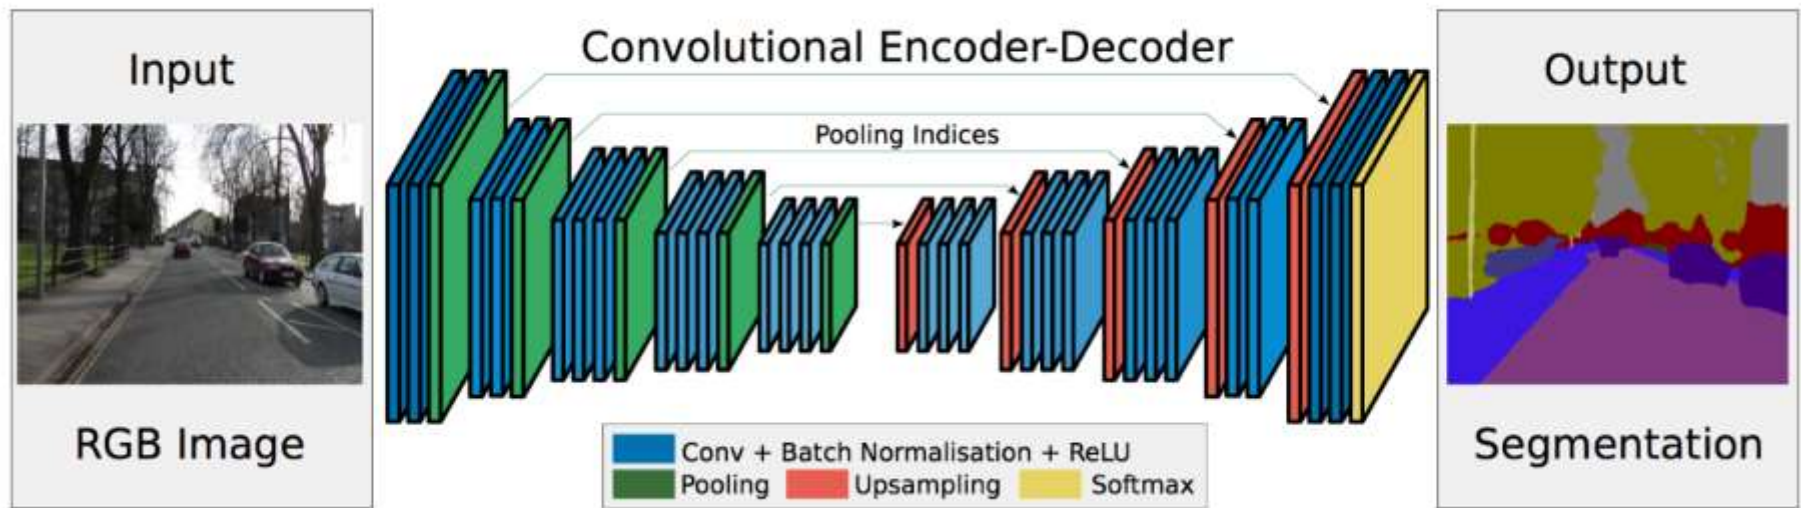 Input
RGB Image
Convolutional Encoder-Decoder
Pooling Indices
Conv + Batch Normalisation + ReLU
Pooling Upsampling Softmax
Output
Segmentation